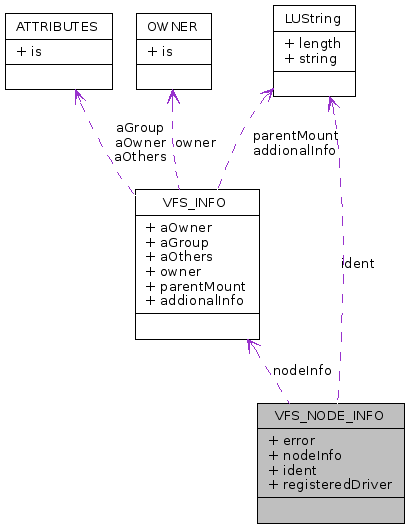 ATTRIBUTES
+ is
OWNER
+ is
LUString
+ length
+ string
aGroup
aOwner
aOthers
owner
parentMount
addionalInfo
VFS_INFO
+ aOwner
+ aGroup
+ aOthers
+ owner
+ parentMount
+ addionalInfo
ident
nodeInfo
VFS_NODE_INFO
+ error
+ nodeInfo
+ ident
+ registeredDriver